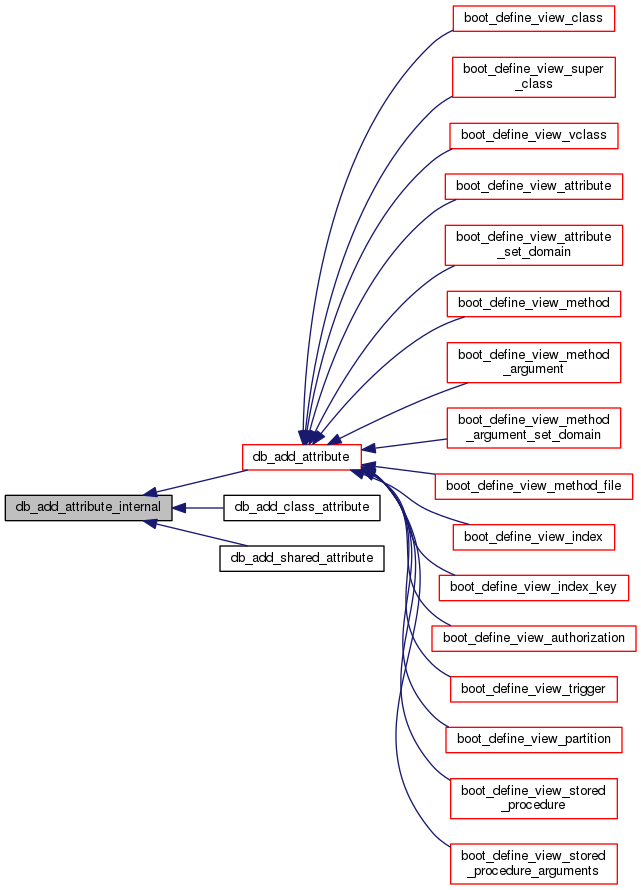 boot_define_view_class
boot_define_view_super
_class
boot_define_view_vclass
boot_define_view_attribute
boot_define_view_attribute
_set_domain
boot_define_view_method
boot_define_view_method
_argument
boot_define_view_method
_argument_set_domain
db_add_attribute
boot_define_view_method_file
db_add_attribute_internal
db_add_class_attribute
boot_define_view_index
db_add_shared_attribute
boot_define_view_index_key
boot_define_view_authorization
boot_define_view_trigger
boot_define_view_partition
boot_define_view_stored
_procedure
boot_define_view_stored
_procedure_arguments